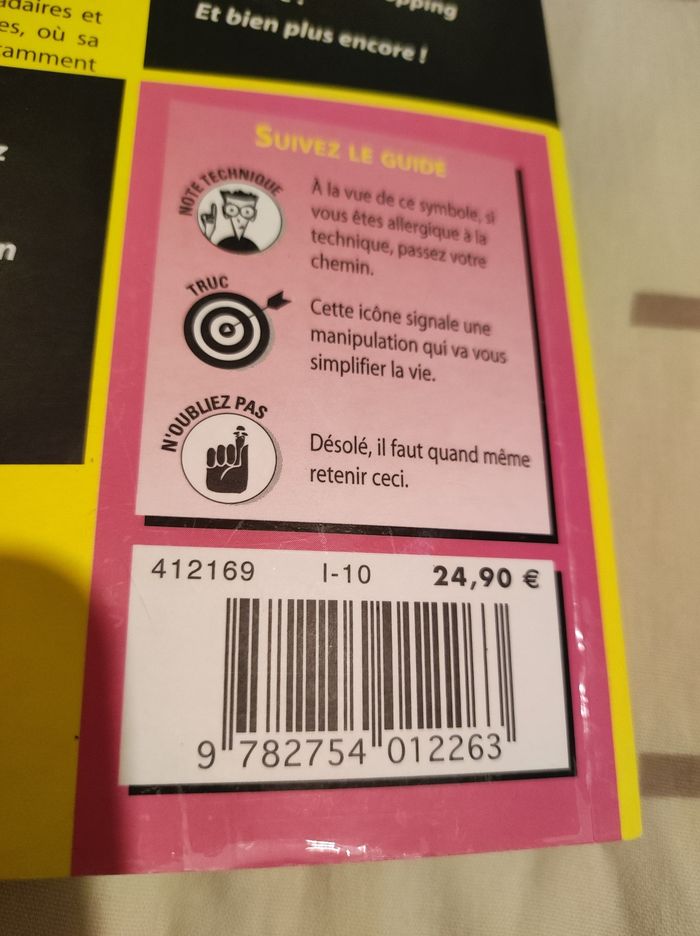 adaires et
es, où sa
amment
opping
Et bien plus encore !
z
n
SUIVEZ LE GUIDE
NOTE TECHNIQUE
À la vue de ce symbole, si
vous êtes allergique à la
technique, passez votre
chemin.
TRUC
Cette icône signale une
manipulation qui va vous
simplifier la vie.
N'OUBLIEZ PAS
Désolé, il faut quand même
retenir ceci.
412169 I-10 24,90 €
9 782754 012263